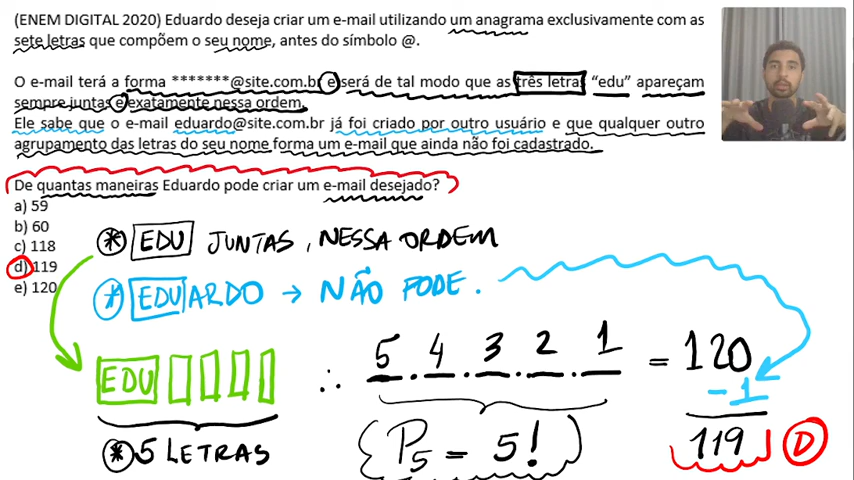 (ENEM DIGITAL 2020) Eduardo deseja criar um e-mail utilizando um anagrama exclusivamente com as
sete letras que compõem o seu nome, antes do símbolo @.
O e-mail terá a forma *******@site.com.br e será de tal modo que as três letras “edu” apareçam
sempre juntas e exatamente nessa ordem.
Ele sabe que o e-mail eduardo@site.com.br já foi criado por outro usuário e que qualquer outro
agrupamento das letras do seu nome forma um e-mail que ainda não foi cadastrado.
De quantas maneiras Eduardo pode criar um e-mail desejado?
a) 59
b) 60
c) 118
d) 119
e) 120
* EDU JUNTAS, NESSA ORDEM
* EDUARDO → NÃO PODE.
EDU
* 5 LETRAS
∴ 5 . 4 . 3 . 2 . 1 = 120
- 1
119 D
{P5 = 5!}